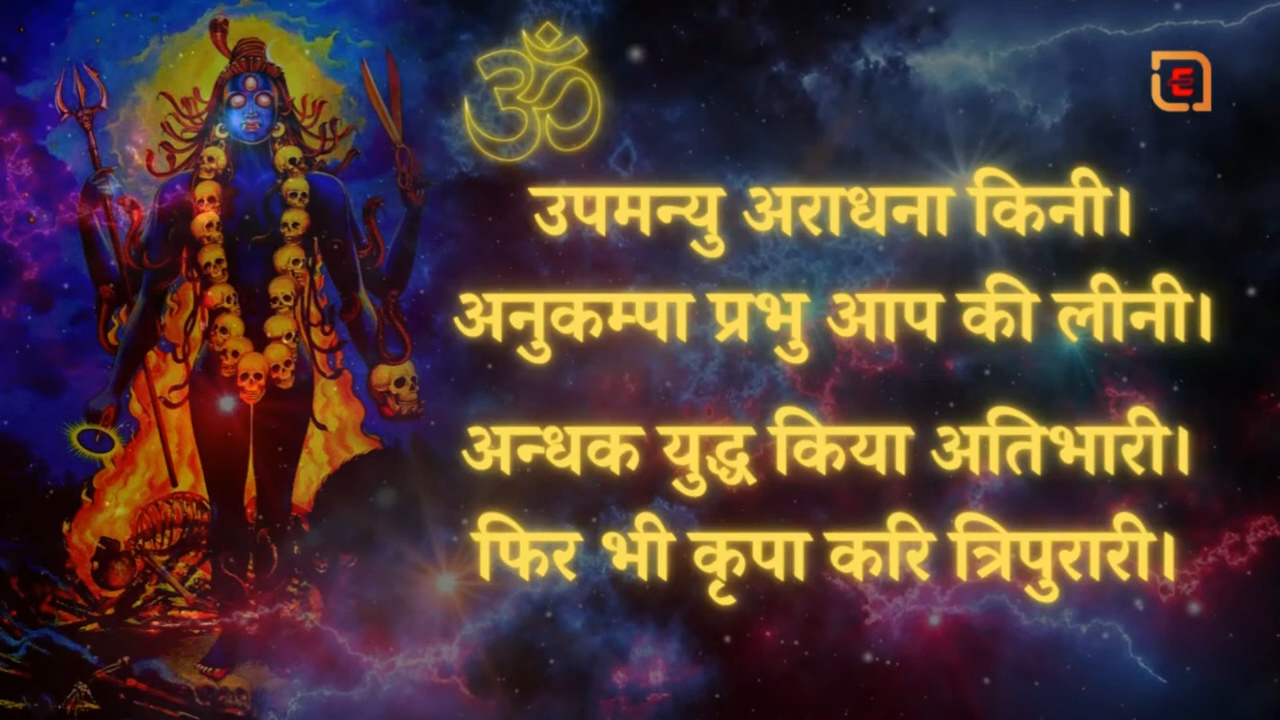 ॐ
E
उपमन्यु अराधना किनी।
अनुकम्पा प्रभु आप की लीनी।
अन्धक युद्ध किया अतिभारी।
फिर भी कृपा करि त्रिपुरारी।